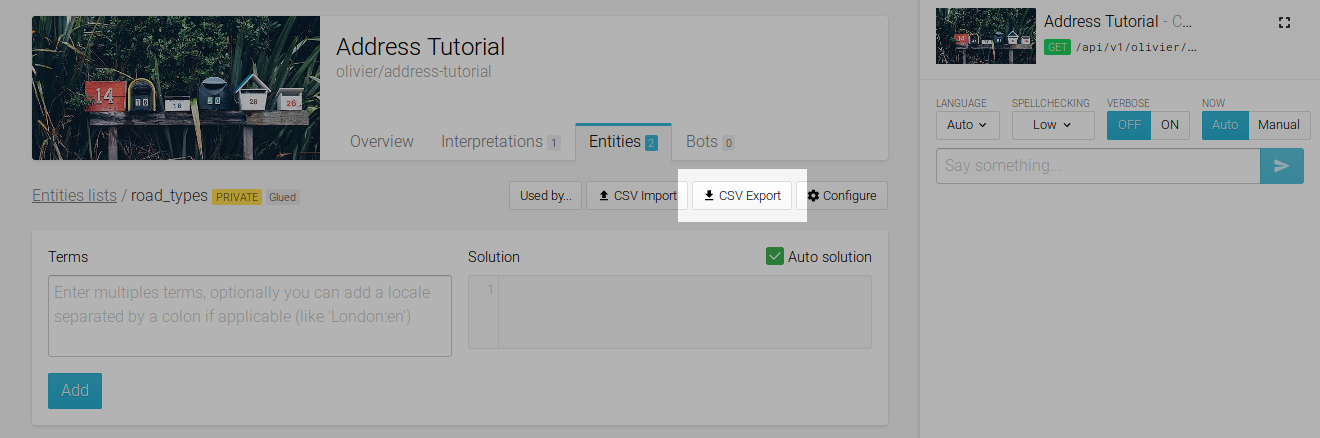 Address Tutorial
olivier/address-tutorial
Overview Interpretations 1 Entities 2 Bots 0
Entities lists / road_types PRIVATE Glued
Used by... CSV Import CSV Export Configure
Terms
Enter multiples terms, optionally you can add a locale
separated by a colon if applicable (like 'London:en')
Add
Solution
Auto solution
1
Address Tutorial - C...
GET /api/v1/olivier/...
LANGUAGE SPELLCHECKING VERBOSE NOW
Auto Low OFF ON Auto Manual
Say something...
14
10
16
20
28
26